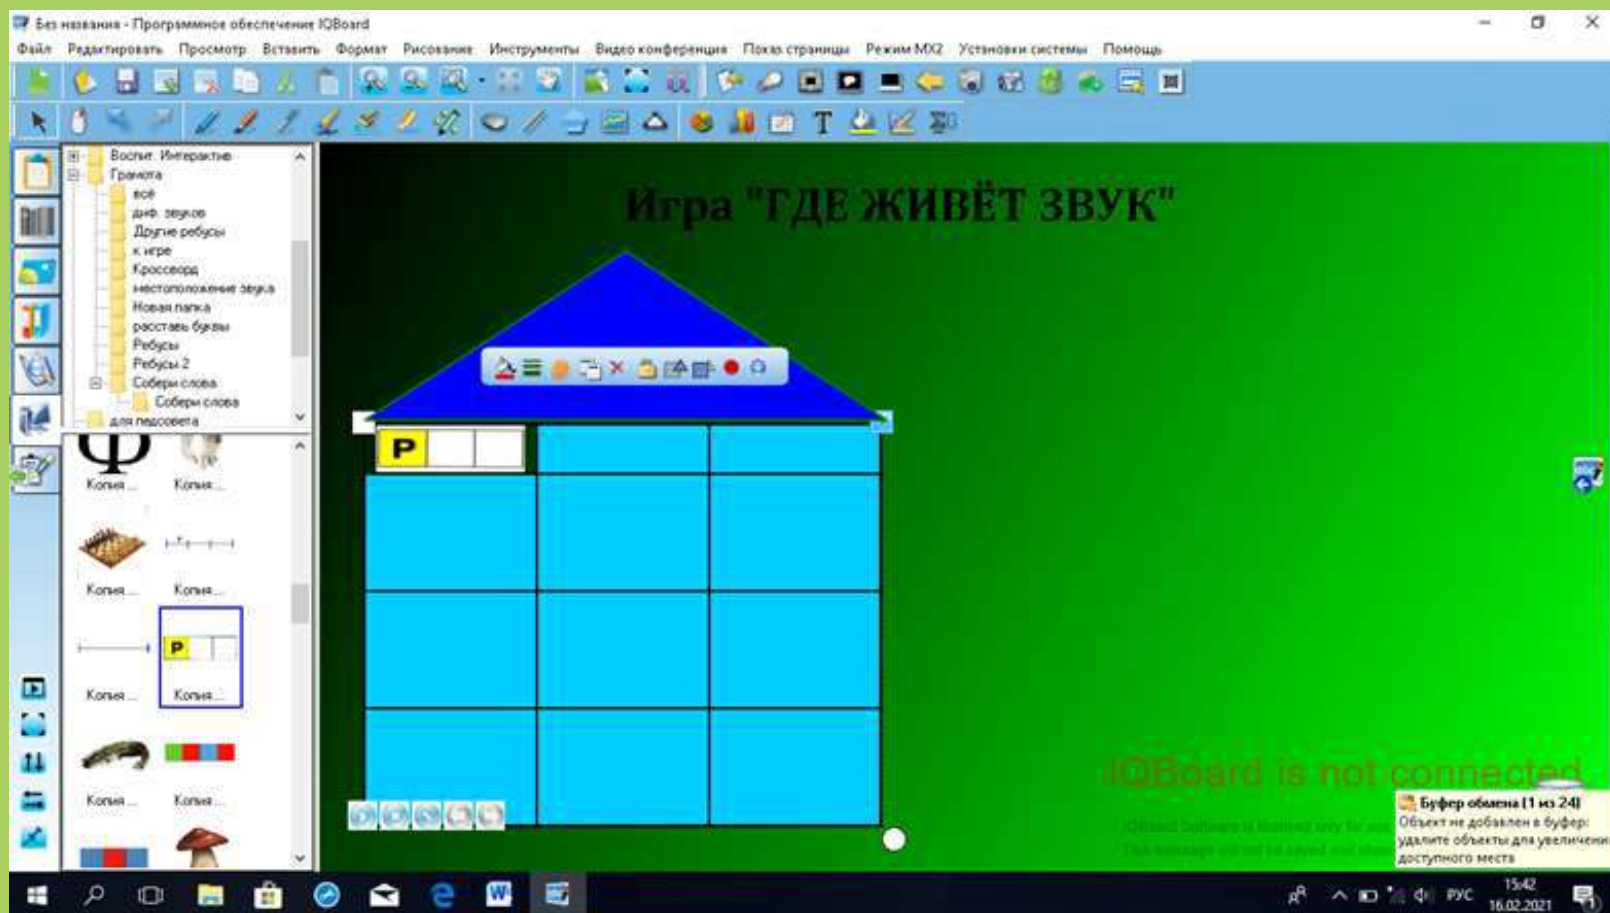 Без названия - Программное обеспечение IQBoard
Файл Редактировать Просмотр Вставить Формат Рисование Инструменты Видео конференция Показ страницы Режим MX2 Установки системы Помощь
Воспит. Интерактив
Грамота
всё
диф. звуков
Другие ребусы
к игре
Кроссворд
местоположение звука
Новая папка
расставь буквы
Ребусы
Ребусы 2
Собери слова
Собери слова
для педсовета
Ф
Копия ... Копия ...
Копия ... Копия ...
Р
Копия ... Копия ...
Копия ... Копия ...
Игра "ГДЕ ЖИВЁТ ЗВУК"
Р
IQBoard is not connected
Буфер обмена (1 из 24)
Объект не добавлен в буфер:
удалите объекты для увеличени
доступного места
РУС
15:42
16.02.2021